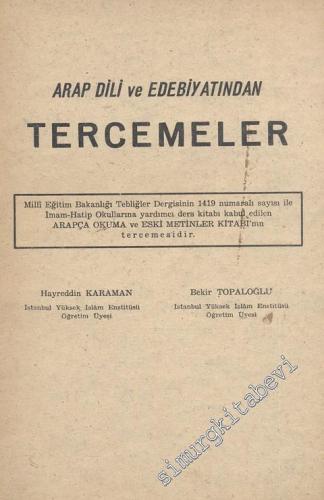 ARAP DİLİ ve EDEBİYATINDAN
TERCEMELER
Millî Eğitim Bakanlığı Tebliğler Dergisinin 1419 numaralı sayısı ile
İmam-Hatip Okullarına yardımcı ders kitabı kabul edilen
ARAPÇA OKUMA ve ESKİ METİNLER KİTABI'nın
tercemesidir.
Hayreddin KARAMAN
İstanbul Yüksek İslâm Enstitüsü
Öğretim Üyesi
Bekir TOPALOĞLU
İstanbul Yüksek İslâm Enstitüsü
Öğretim Üyesi
simurgkitabevi